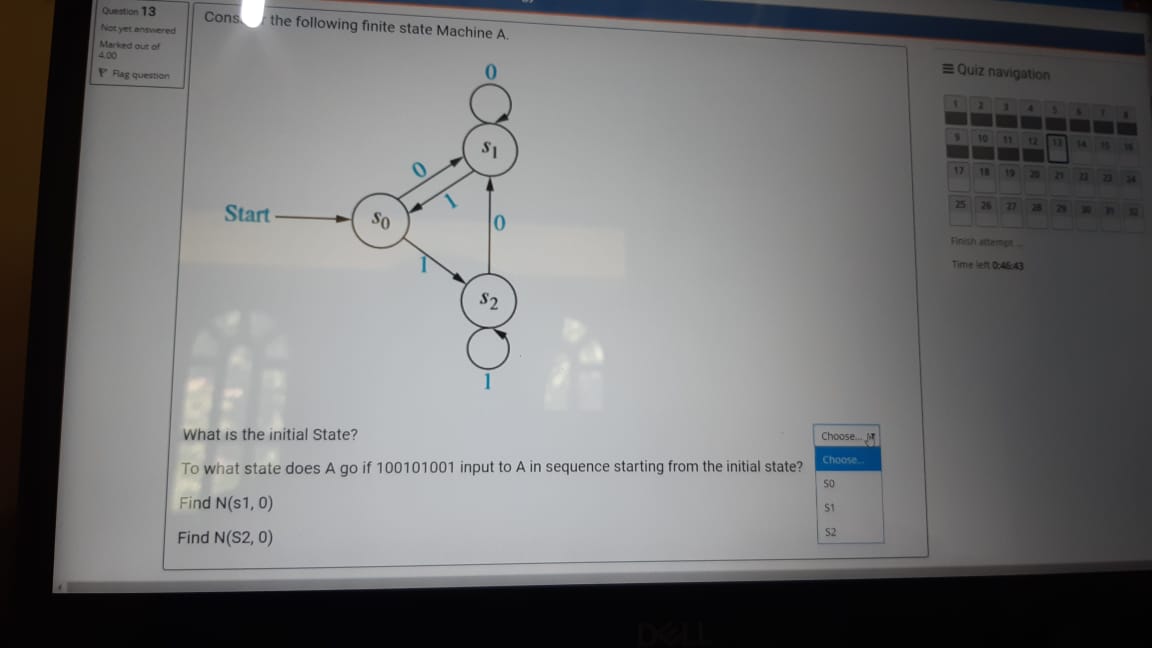 Question 13
Not yet answered
Marked out of
4.00
Flag question
the following finite state Machine A.
0
s1
0
1
Start
s0
0
1
s2
1
What is the initial State?
To what state does A go if 100101001 input to A in sequence starting from the initial state?
Find N(s1, 0)
Find N(S2, 0)
Choose...
Choose...
S0
S1
S2
Quiz navigation
1 2 3 4 5 6 7 8
9 10 11 12 13 14 15 16
17 18 19 20 21 22 23 24
25 26 27 28 29 30 31 32
Finish attempt ...
Time left 0:46:43
DELL